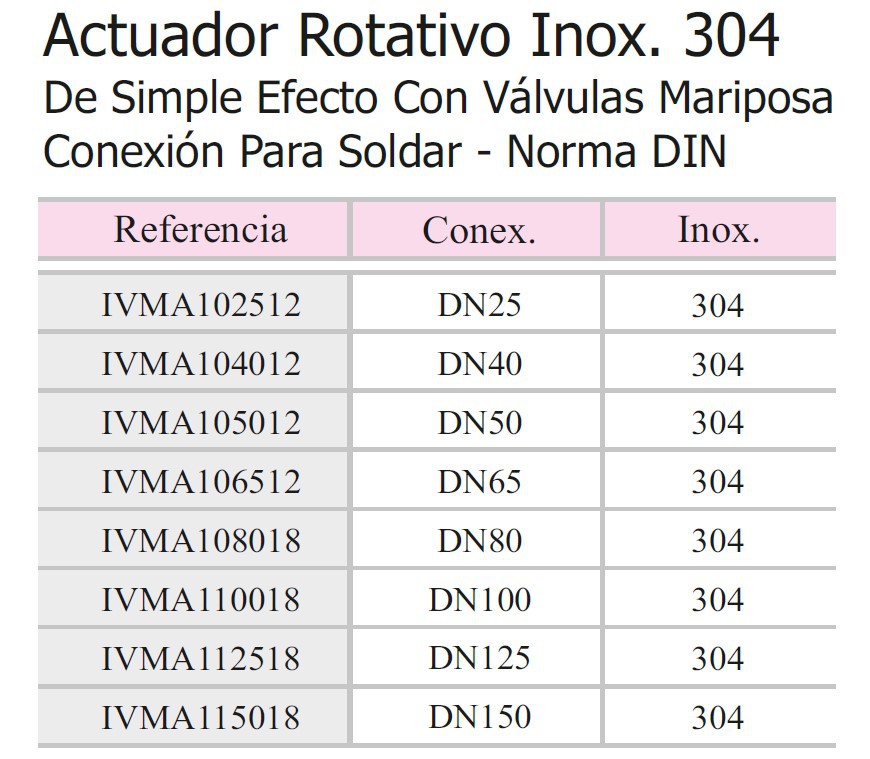 Actuador Rotativo Inox. 304
De Simple Efecto Con Válvulas Mariposa
Conexión Para Soldar - Norma DIN
Referencia Conex. Inox.
IVMA102512 DN25 304
IVMA104012 DN40 304
IVMA105012 DN50 304
IVMA106512 DN65 304
IVMA108018 DN80 304
IVMA110018 DN100 304
IVMA112518 DN125 304
IVMA115018 DN150 304